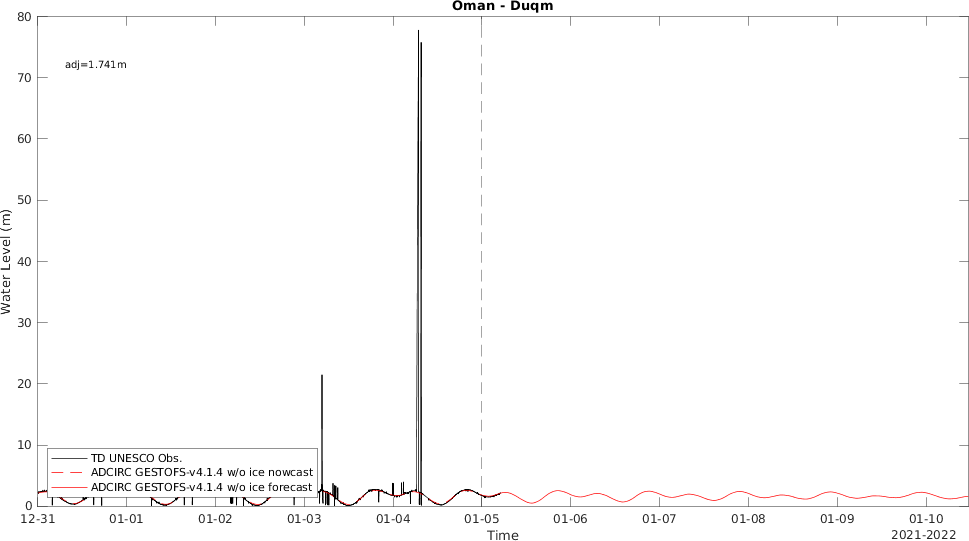 Oman - Duqm
80
adj=1.741m
70
60
50
40
30
20
10
0
Water Level (m)
TD UNESCO Obs.
ADCIRC GESTOFS-v4.1.4 w/o ice nowcast
ADCIRC GESTOFS-v4.1.4 w/o ice forecast
12-31 01-01 01-02 01-03 01-04 01-05 01-06 01-07 01-08 01-09 01-10
Time
2021-2022